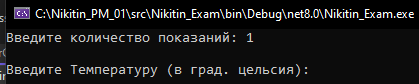 C:\Nikitin_PM_01\src\Nikitin_Exam\bin\Debug\net8.0\Nikitin_Exam.exe
Введите количество показаний: 1
Введите Температуру (в град. цельсия):